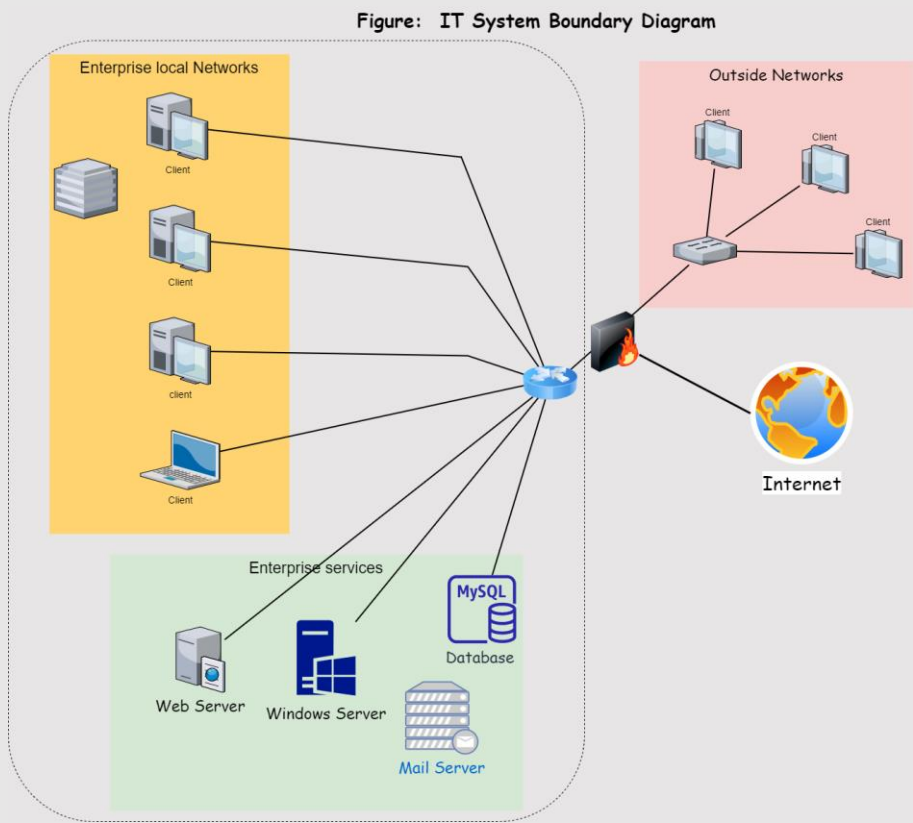 Figure: IT System Boundary Diagram
Enterprise local Networks
Client
Client
client
Client
Outside Networks
Client
Client
Client
Internet
Enterprise services
MySQL
Database
Web Server
Windows Server
Mail Server